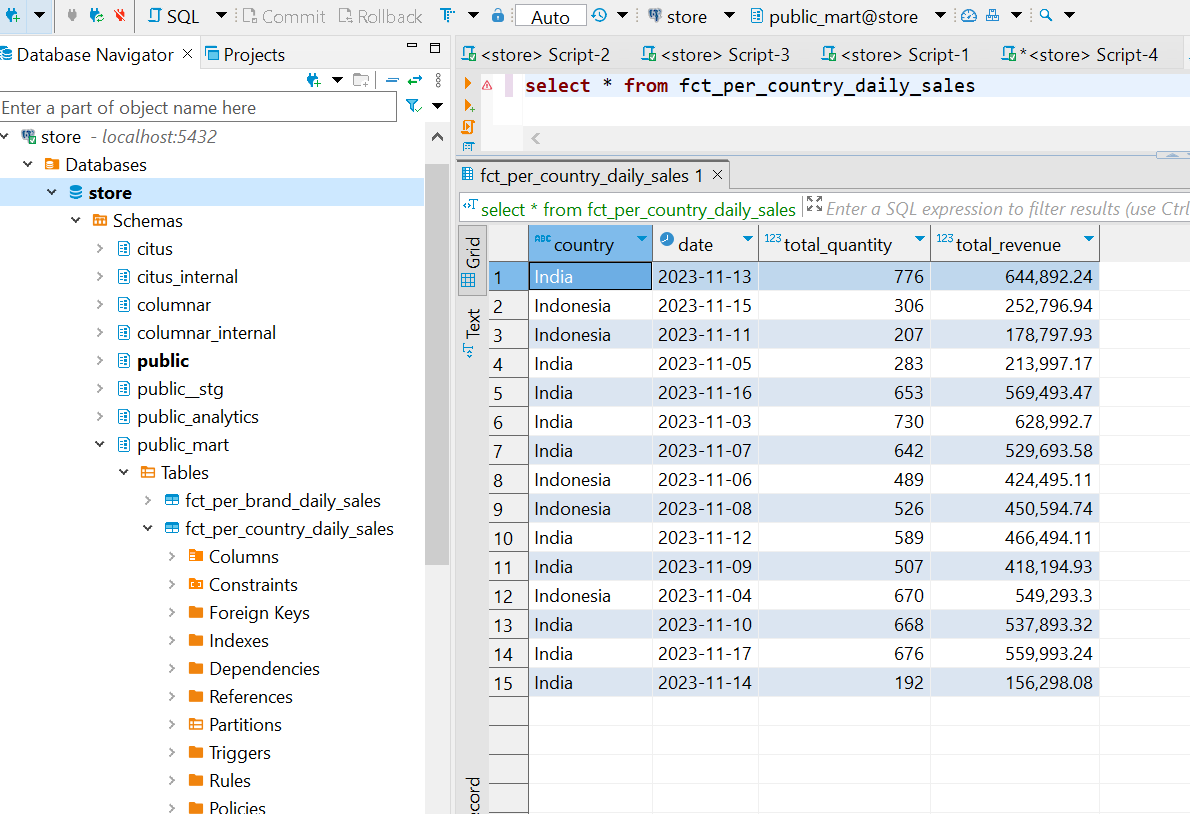 SQL Commit Rollback T Auto store public_mart@store
Database Navigator Projects
Enter a part of object name here
store - localhost:5432
Databases
store
Schemas
citus
citus_internal
columnar
columnar_internal
public
public__stg
public_analytics
public_mart
Tables
fct_per_brand_daily_sales
fct_per_country_daily_sales
Columns
Constraints
Foreign Keys
Indexes
Dependencies
References
Partitions
Triggers
Rules
Policies
<store> Script-2 <store> Script-3 <store> Script-1 *<store> Script-4
select * from fct_per_country_daily_sales
fct_per_country_daily_sales 1
select * from fct_per_country_daily_sales Enter a SQL expression to filter results (use Ctrl
Grid
Text
ABC country date 123 total_quantity 123 total_revenue
1 India 2023-11-13 776 644,892.24
2 Indonesia 2023-11-15 306 252,796.94
3 Indonesia 2023-11-11 207 178,797.93
4 India 2023-11-05 283 213,997.17
5 India 2023-11-16 653 569,493.47
6 India 2023-11-03 730 628,992.7
7 India 2023-11-07 642 529,693.58
8 Indonesia 2023-11-06 489 424,495.11
9 Indonesia 2023-11-08 526 450,594.74
10 India 2023-11-12 589 466,494.11
11 India 2023-11-09 507 418,194.93
12 Indonesia 2023-11-04 670 549,293.3
13 India 2023-11-10 668 537,893.32
14 India 2023-11-17 676 559,993.24
15 India 2023-11-14 192 156,298.08
cord